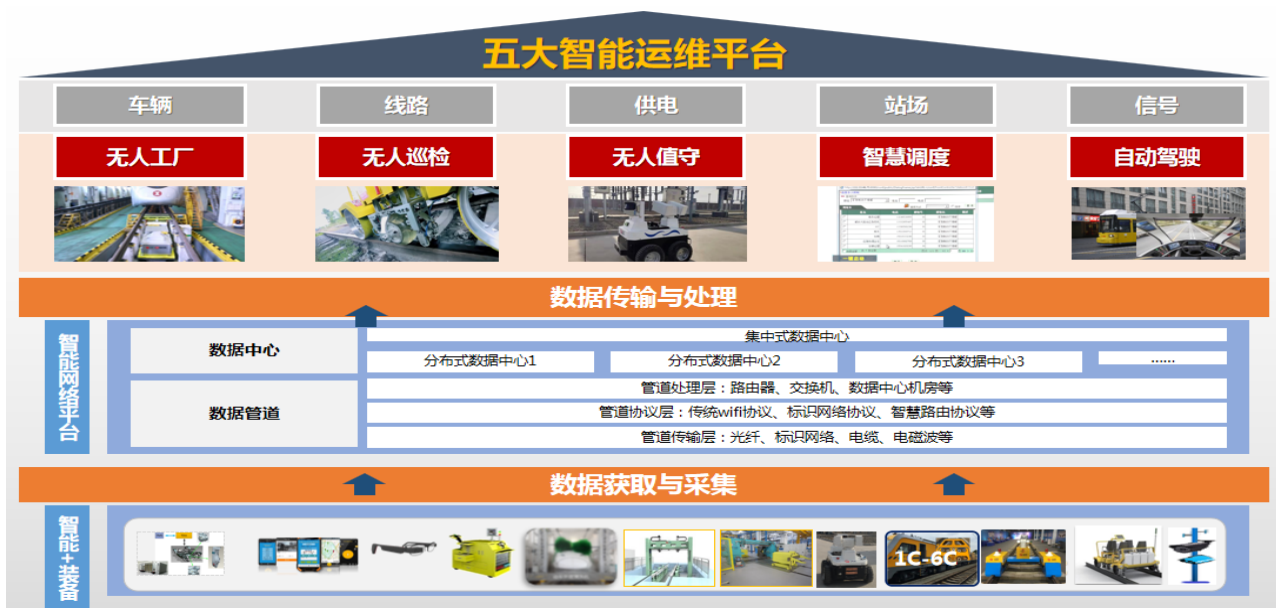 五大智能运维平台
车辆
线路
供电
站场
信号
无人工厂
无人巡检
无人值守
智慧调度
自动驾驶
数据传输与处理
智能网络平台
数据中心
集中式数据中心
分布式数据中心1
分布式数据中心2
分布式数据中心3
......
数据管道
管道处理层：路由器、交换机、数据中心机房等
管道协议层：传统wifi协议、标识网络协议、智慧路由协议等
管道传输层：光纤、标识网络、电缆、电磁波等
数据获取与采集
智能+装备
1C-6C